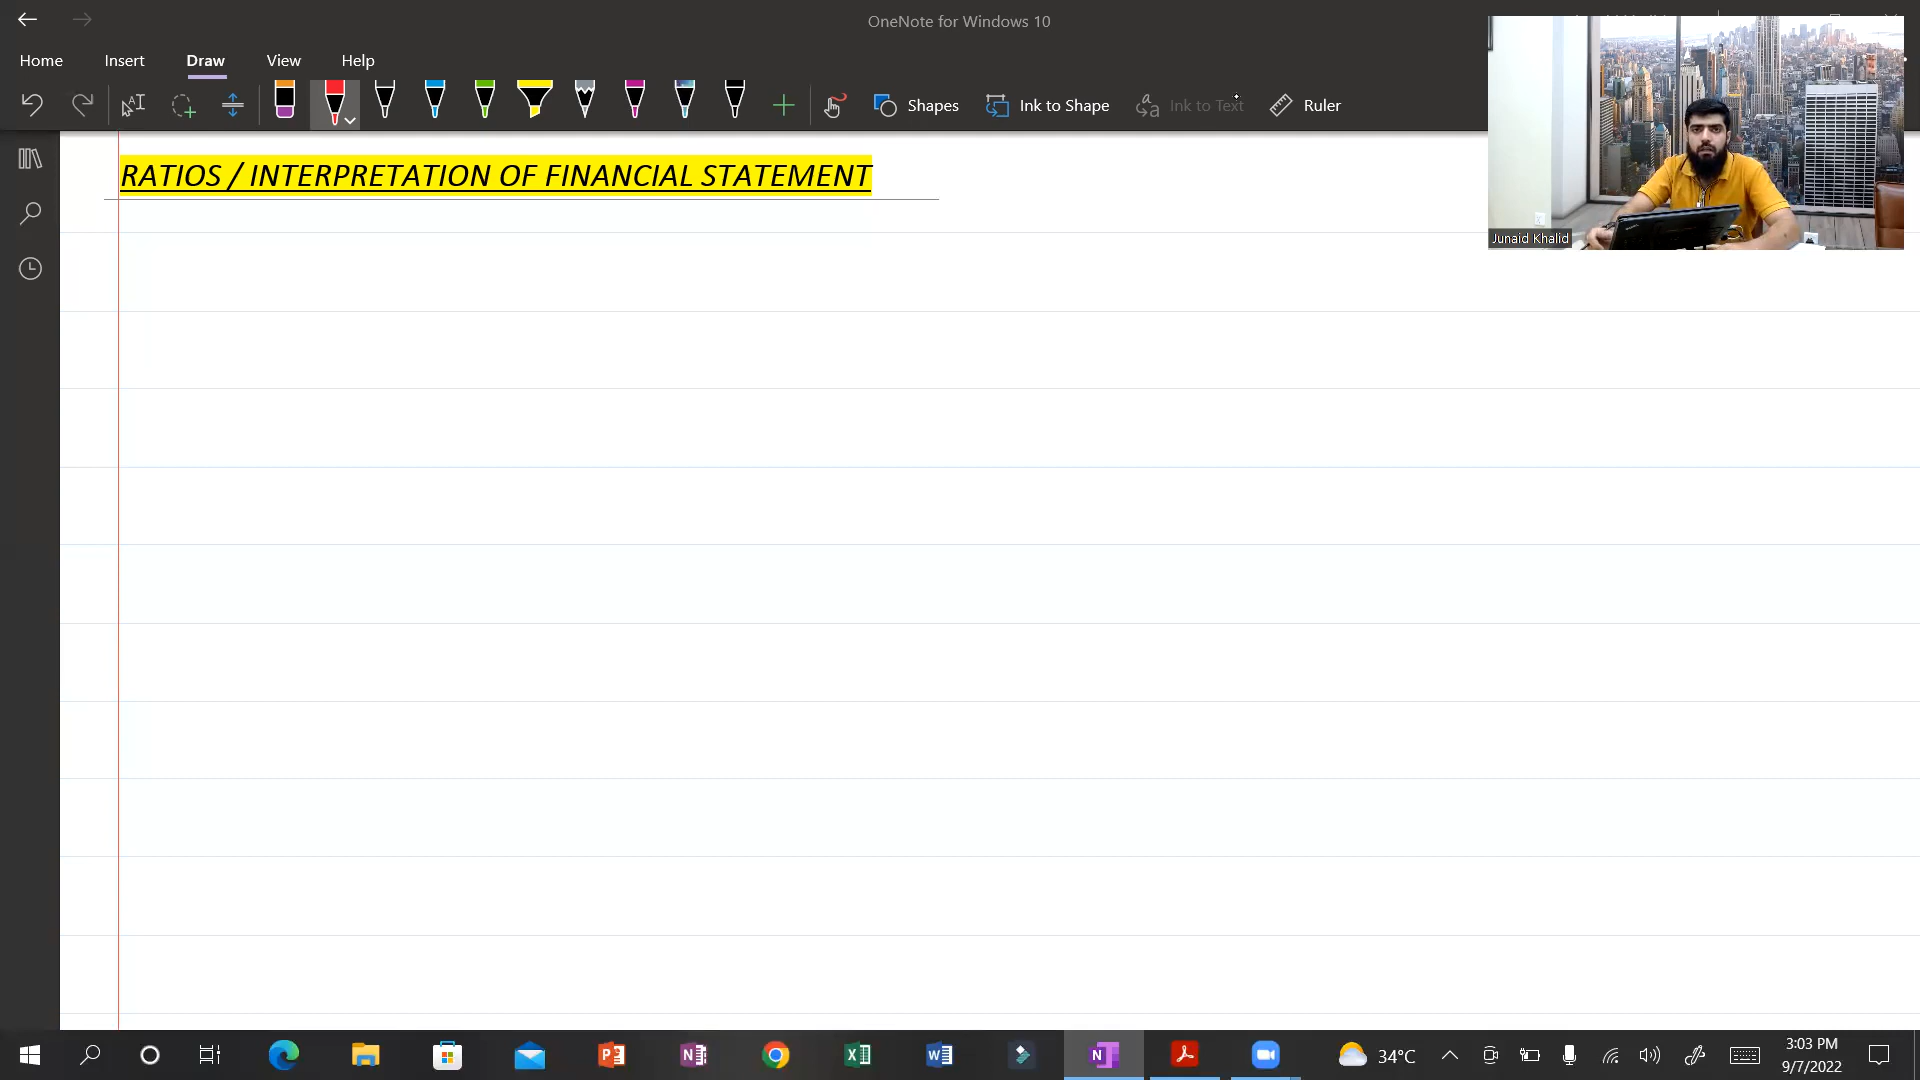 OneNote for Windows 10
Home Insert Draw View Help
Shapes Ink to Shape Ink to Text Ruler
RATIOS / INTERPRETATION OF FINANCIAL STATEMENT
Junaid Khalid
34°C
3:03 PM
9/7/2022